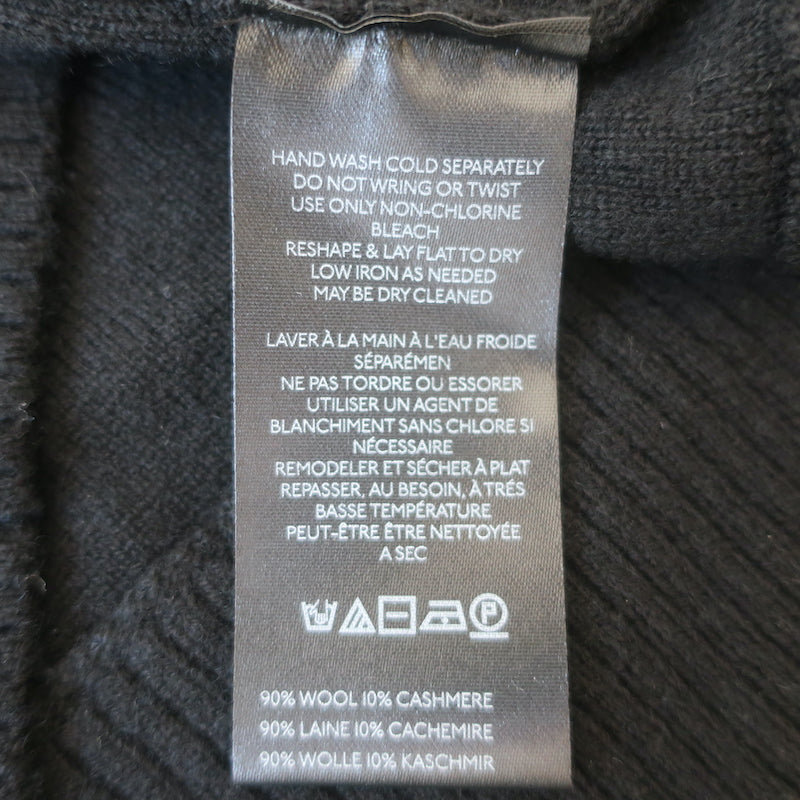 HAND WASH COLD SEPARATELY
DO NOT WRING OR TWIST
USE ONLY NON-CHLORINE
BLEACH
RESHAPE & LAY FLAT TO DRY
LOW IRON AS NEEDED
MAY BE DRY CLEANED
LAVER À LA MAIN À L'EAU FROIDE
SÉPARÉMEN
NE PAS TORDRE OU ESSORER
UTILISER UN AGENT DE
BLANCHIMENT SANS CHLORE SI
NÉCESSAIRE
REMODELER ET SÉCHER À PLAT
REPASSER, AU BESOIN, À TRÉS
BASSE TEMPÉRATURE
PEUT-ÊTRE ÊTRE NETTOYÉE
A SEC
P
90% WOOL 10% CASHMERE
90% LAINE 10% CACHEMIRE
90% WOLLE 10% KASCHMIR